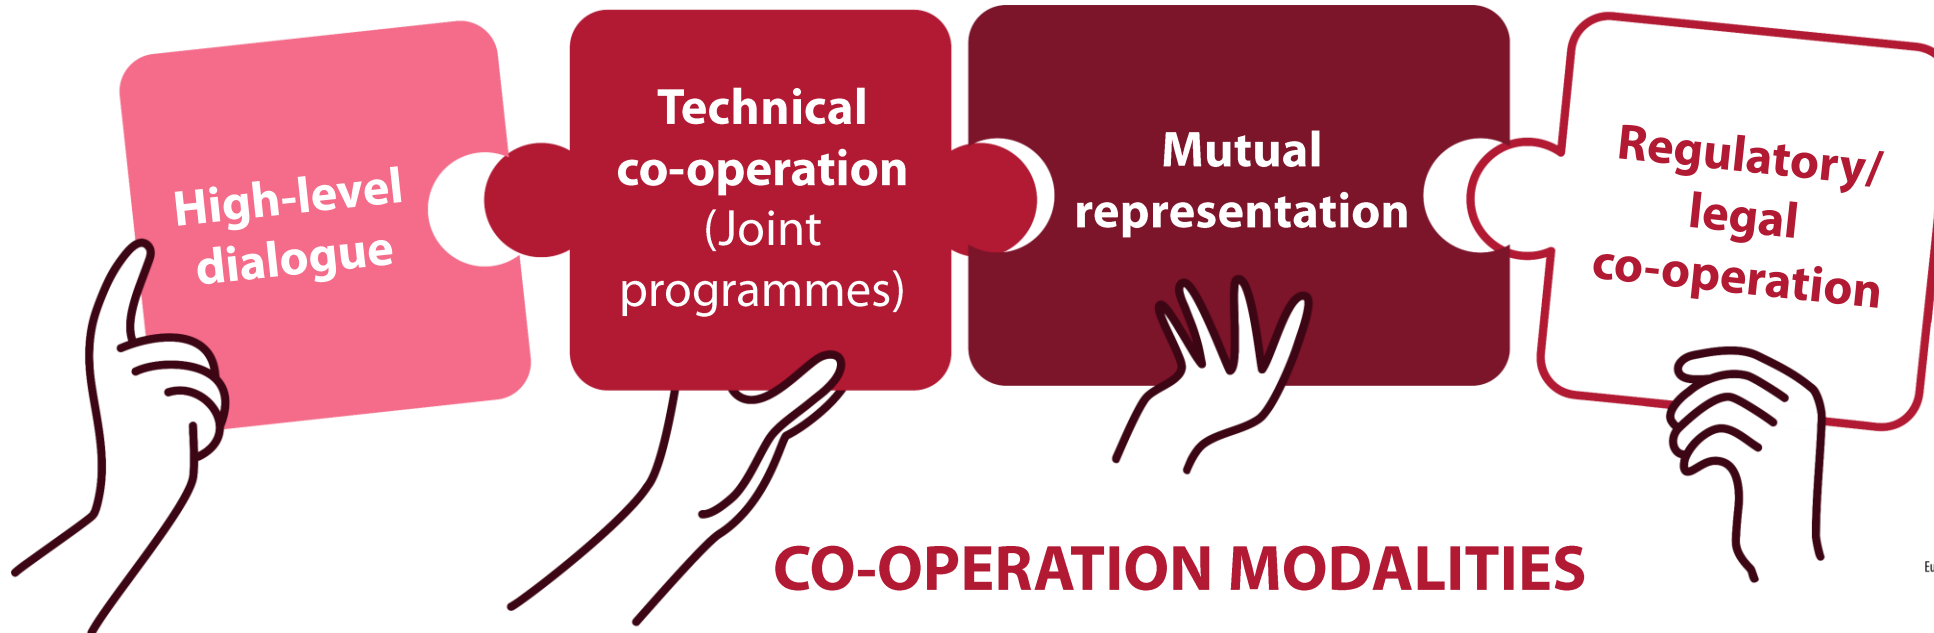 High-level
dialogue
Technical
co-operation
(Joint
programmes)
Mutual
representation
Regulatory/
legal
co-operation
CO-OPERATION MODALITIES